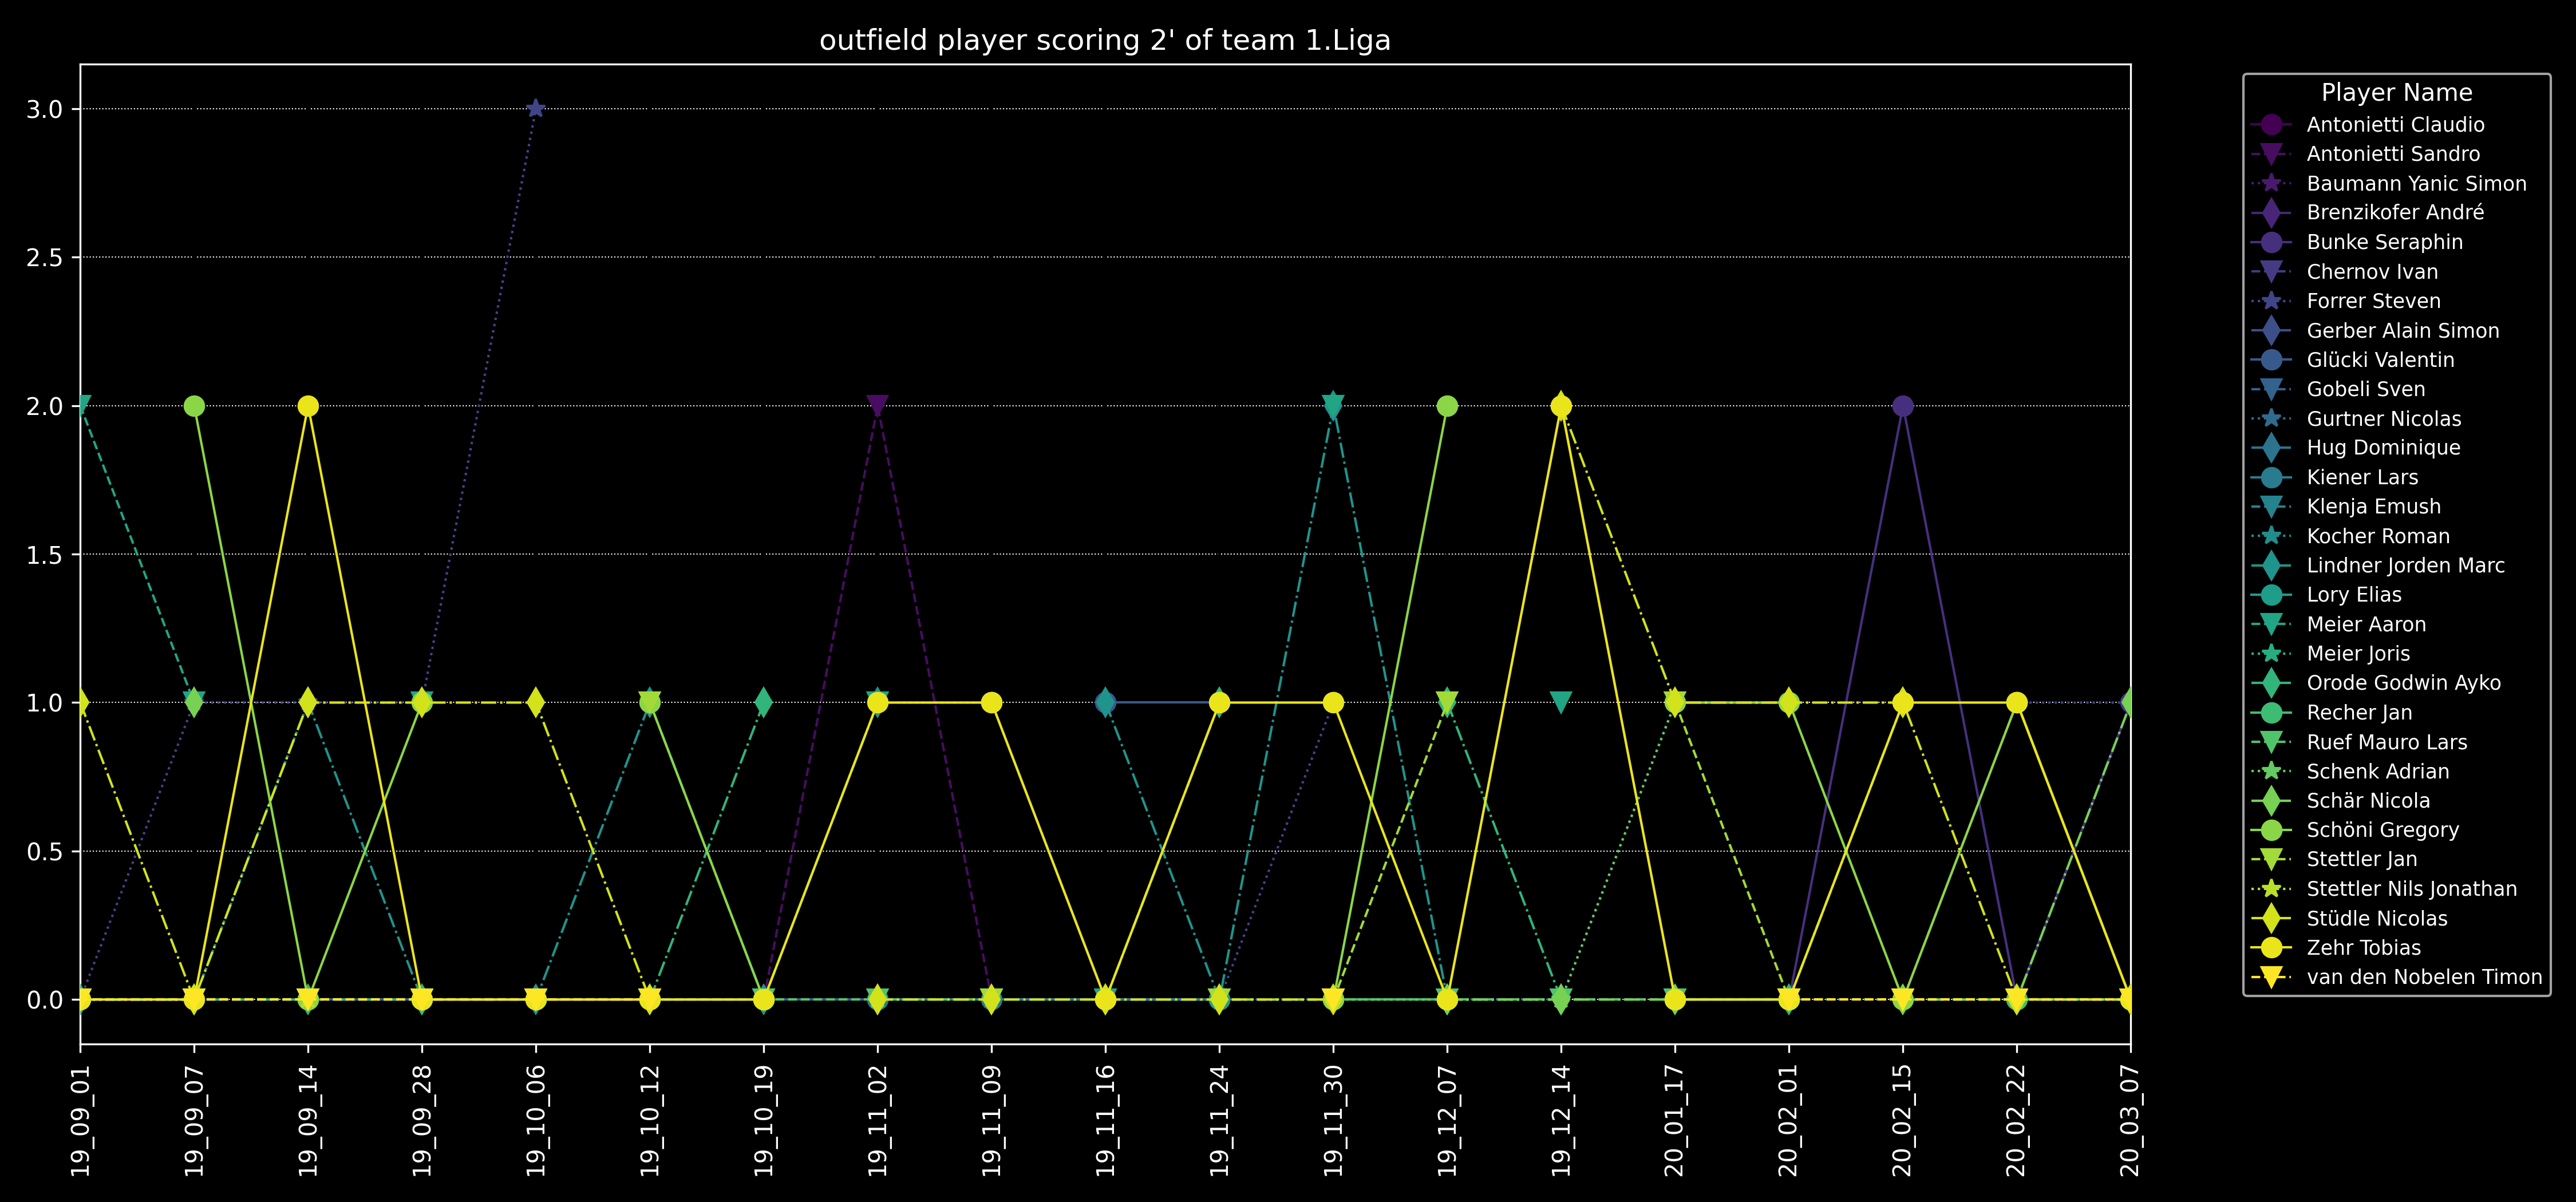 outfield player scoring 2' of team 1.Liga
3.0
2.5
2.0
1.5
1.0
0.5
0.0
19_09_01
19_09_07
19_09_14
19_09_28
19_10_06
19_10_12
19_10_19
19_11_02
19_11_09
19_11_16
19_11_24
19_11_30
19_12_07
19_12_14
20_01_17
20_02_01
20_02_15
20_02_22
20_03_07
Player Name
Antonietti Claudio
Antonietti Sandro
Baumann Yanic Simon
Brenzikofer André
Bunke Seraphin
Chernov Ivan
Forrer Steven
Gerber Alain Simon
Glücki Valentin
Gobeli Sven
Gurtner Nicolas
Hug Dominique
Kiener Lars
Klenja Emush
Kocher Roman
Lindner Jorden Marc
Lory Elias
Meier Aaron
Meier Joris
Orode Godwin Ayko
Recher Jan
Ruef Mauro Lars
Schenk Adrian
Schär Nicola
Schöni Gregory
Stettler Jan
Stettler Nils Jonathan
Stüdle Nicolas
Zehr Tobias
van den Nobelen Timon